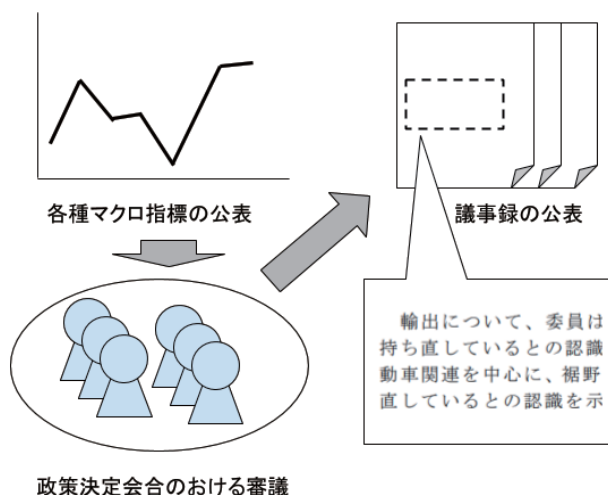 各種マクロ指標の公表
議事録の公表
輸出について、委員は
持ち直しているとの認識
動車関連を中心に、裾野
直しているとの認識を示
政策決定会合のおける審議